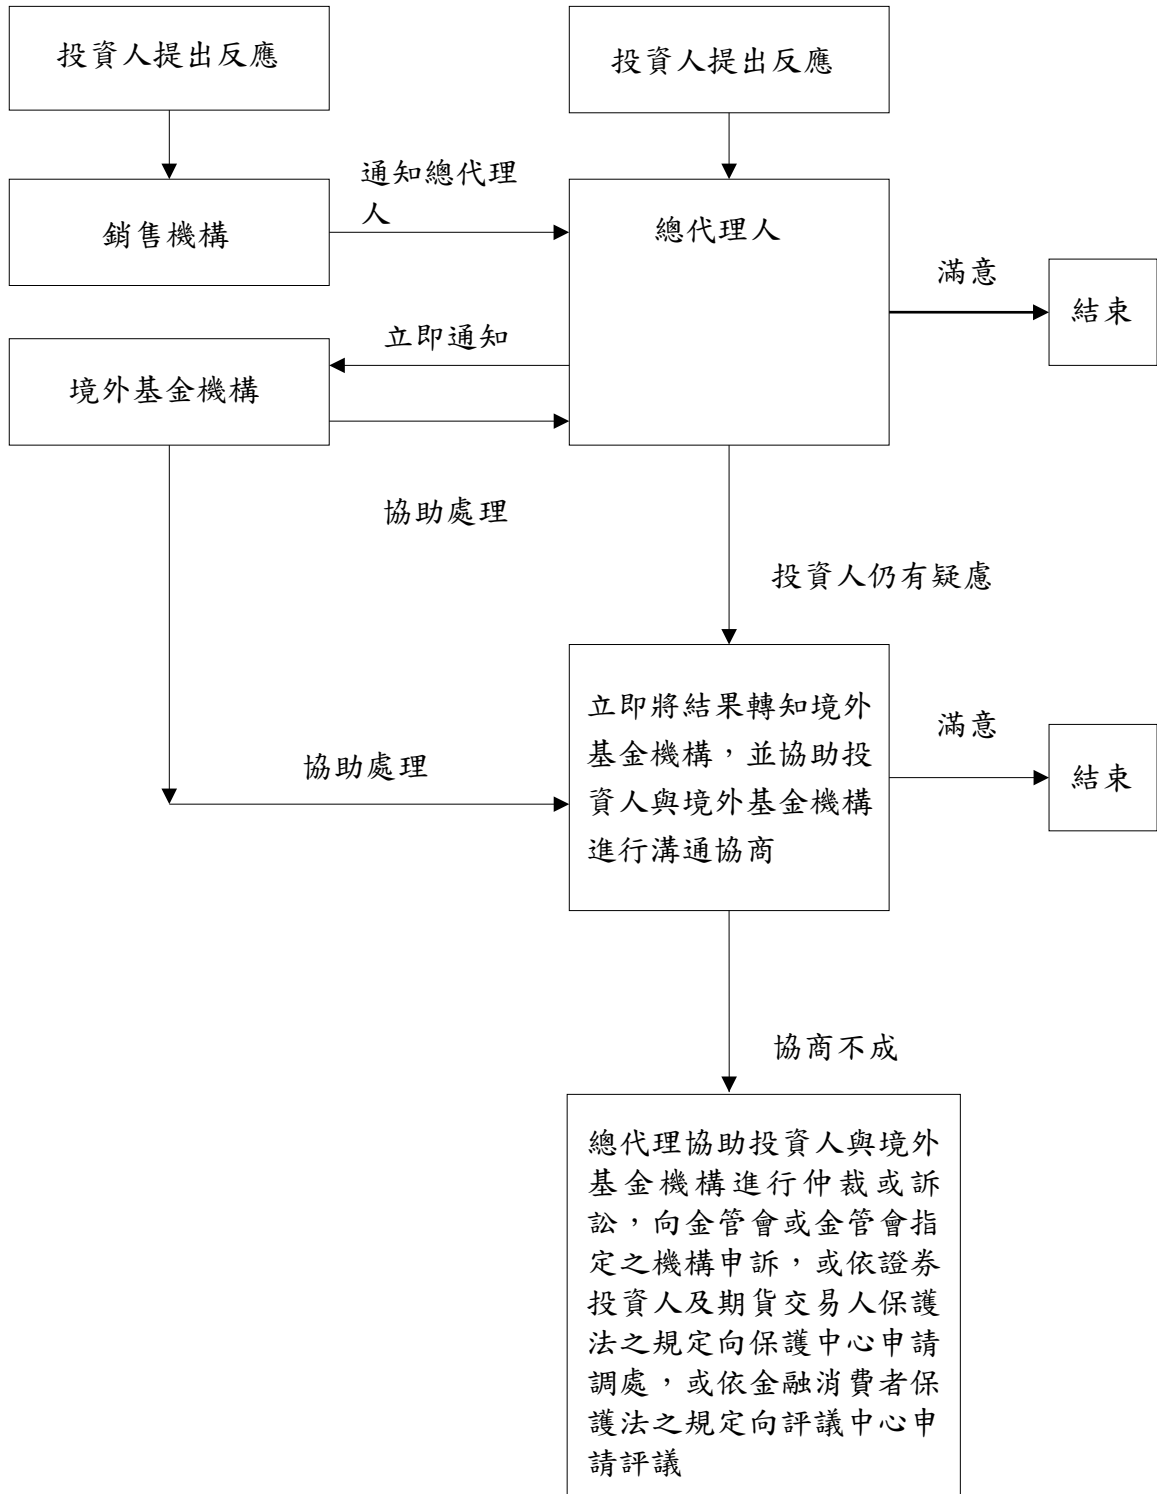 投資人提出反應
投資人提出反應
通知總代理
人
銷售機構
總代理人
滿意
結束
立即通知
境外基金機構
協助處理
投資人仍有疑慮
立即將結果轉知境外
基金機構，並協助投
資人與境外基金機構
進行溝通協商
滿意
協助處理
結束
協商不成
總代理協助投資人與境外
基金機構進行仲裁或訴
訟，向金管會或金管會指
定之機構申訴，或依證券
投資人及期貨交易人保護
法之規定向保護中心申請
調處，或依金融消費者保
護法之規定向評議中心申
請評議